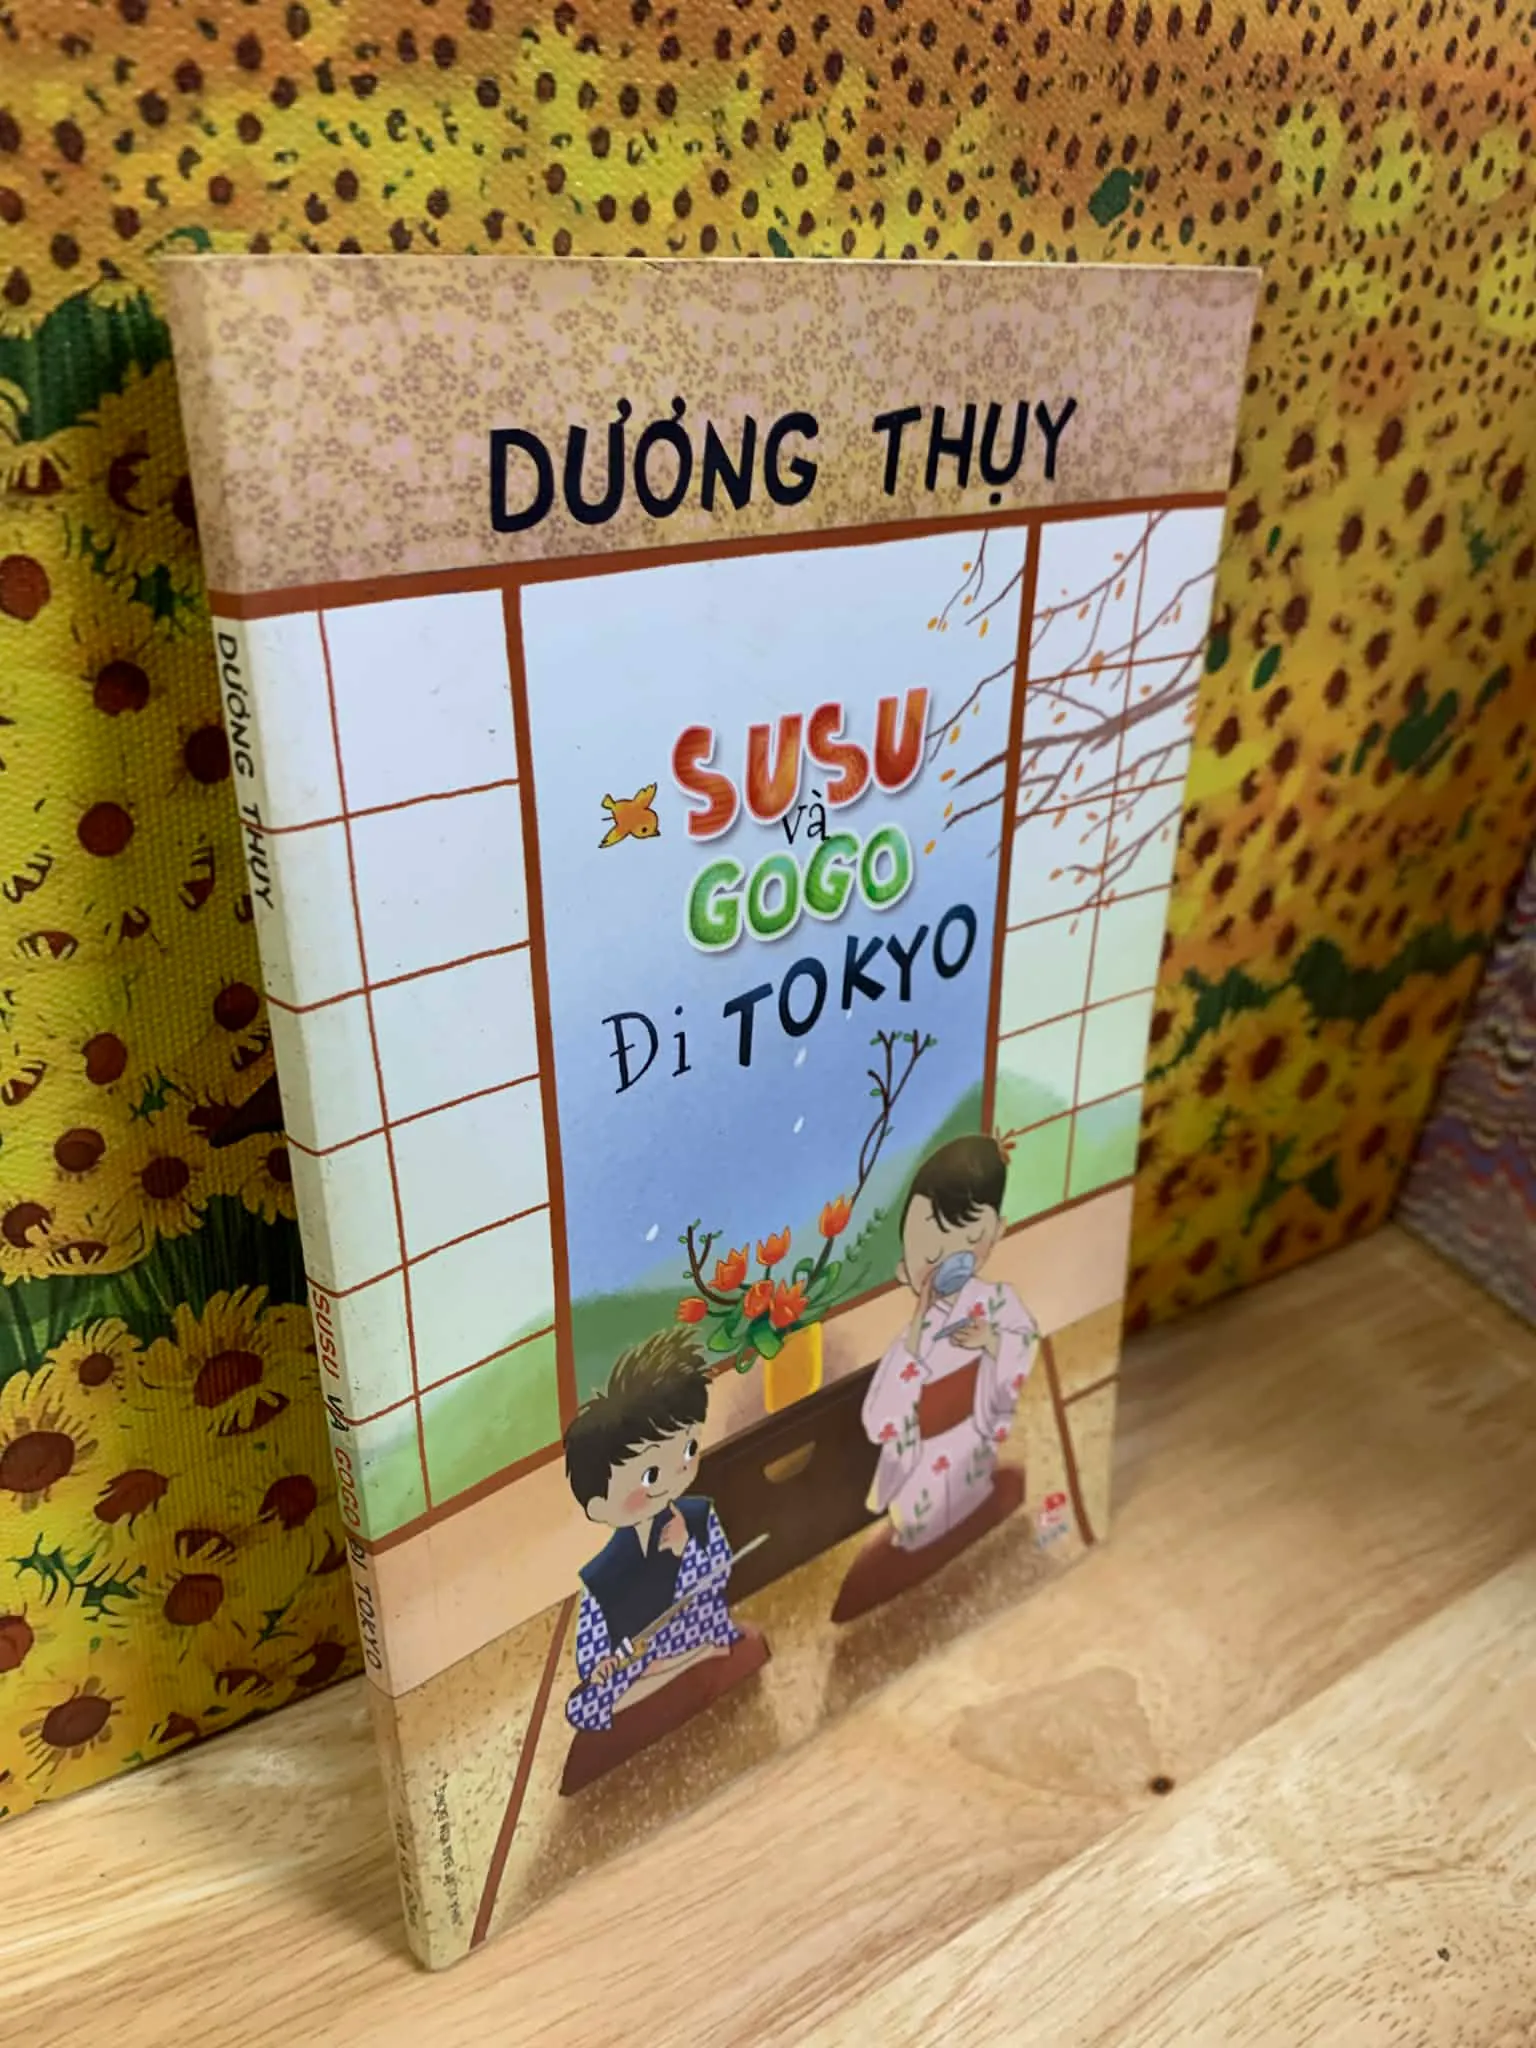 DƯƠNG THỤY
SUSU
và
GOGO
Đi TOKYO
DƯƠNG THỤY
SUSU VÀ GOGO ĐI TOKYO